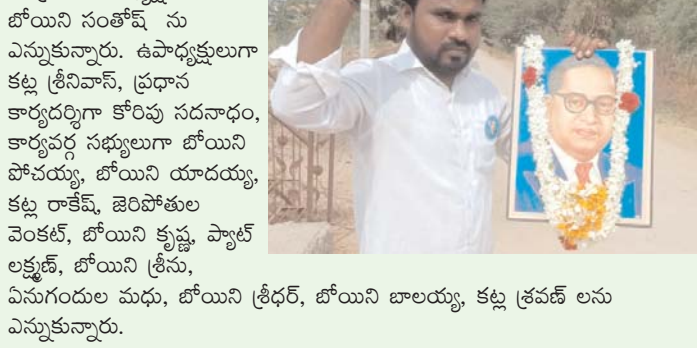 బోయిని సంతోష్ ను
ఎన్నుకున్నారు. ఉపాధ్యక్షులుగా
కట్ల శ్రీనివాస్, ప్రధాన
కార్యదర్శిగా కోరిపు సదనాధం,
కార్యవర్గ సభ్యులుగా బోయిని
పోచయ్య, బోయిని యాదయ్య,
కట్ల రాకేష్, జెరిపోతుల
వెంకట్, బోయిని కృష్ణ, ప్యాట్
లక్ష్మణ్, బోయిని శ్రీను,
ఏనుగందుల మధు, బోయిని శ్రీధర్, బోయిని బాలయ్య, కట్ల శ్రవణ్ లను
ఎన్నుకున్నారు.